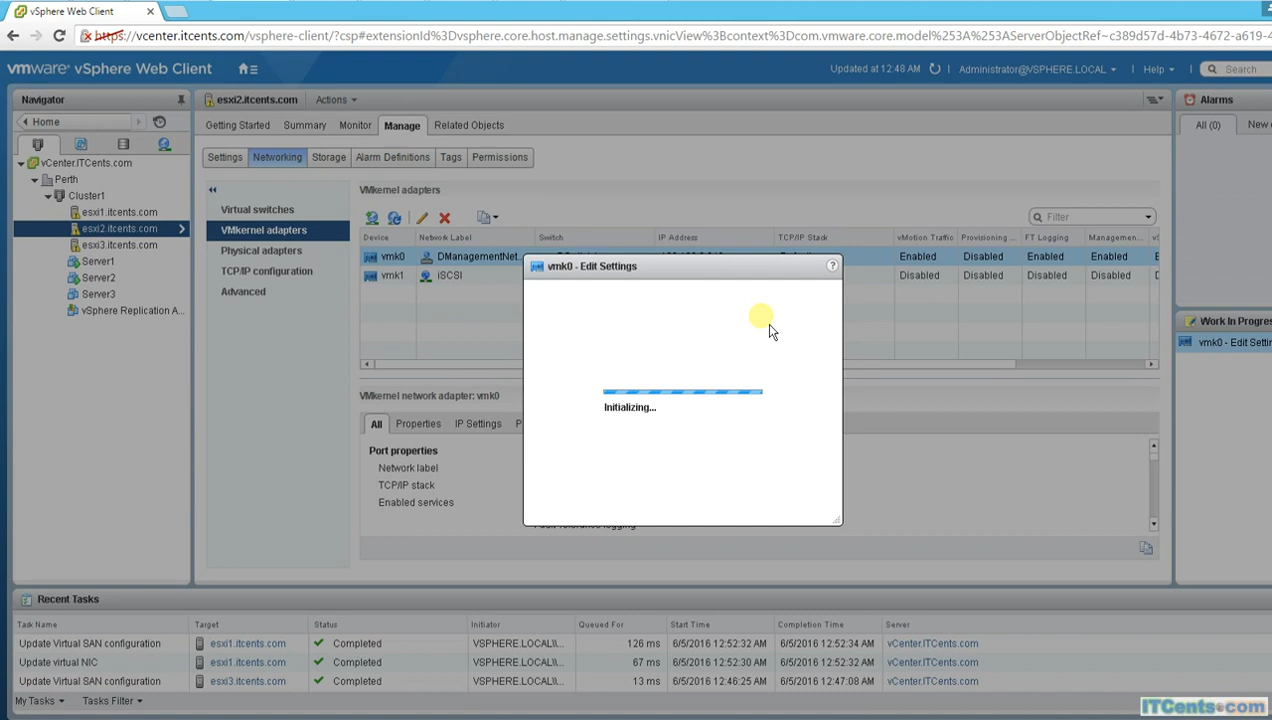 vSphere Web Client
https://vcenter.itcents.com/vsphere-client/?csp#extensionId%3Dvsphere.core.host.manage.settings.vnicView%3Bcontext%3Dcom.vmware.core.model%253A%253AServerObjectRef~c389d57d-4b73-4672-a619-4
vmware® vSphere Web Client
Updated at 12:48 AM
Administrator@VSPHERE.LOCAL
Help
Search
Navigator
Home
vCenter.ITCents.com
Perth
Cluster1
esxi1.itcents.com
esxi2.itcents.com
esxi3.itcents.com
Server1
Server2
Server3
vSphere Replication A...
esxi2.itcents.com Actions
Getting Started Summary Monitor Manage Related Objects
Settings Networking Storage Alarm Definitions Tags Permissions
Virtual switches
VMkernel adapters
Physical adapters
TCP/IP configuration
Advanced
VMkernel adapters
Filter
Device Network Label Switch IP Address TCP/IP Stack vMotion Traffic Provisioning ... FT Logging Managemen...
vmk0 DManagementNet... Enabled Disabled Enabled Enabled
vmk1 iSCSI Disabled Disabled Disabled Disabled
vmk0 - Edit Settings
Initializing...
VMkernel network adapter: vmk0
All Properties IP Settings
Port properties
Network label
TCP/IP stack
Enabled services
Alarms
All (0) New
Work In Progre
vmk0 - Edit Setti
Recent Tasks
Task Name Target Status Initiator Queued For Start Time Completion Time Server
Update Virtual SAN configuration esxi1.itcents.com Completed VSPHERE.LOCAL\\... 126 ms 6/5/2016 12:52:32 AM 6/5/2016 12:52:34 AM vCenter.ITCents.com
Update virtual NIC esxi1.itcents.com Completed VSPHERE.LOCAL\\... 67 ms 6/5/2016 12:52:30 AM 6/5/2016 12:52:32 AM vCenter.ITCents.com
Update Virtual SAN configuration esxi3.itcents.com Completed VSPHERE.LOCAL\\... 13 ms 6/5/2016 12:46:25 AM 6/5/2016 12:47:08 AM vCenter.ITCents.com
My Tasks Tasks Filter
ITCents.com